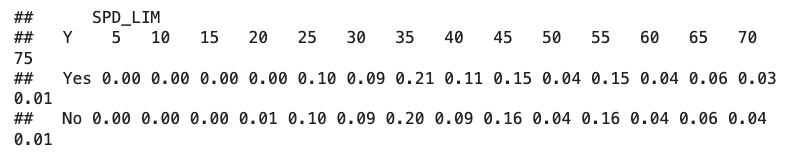 ##      SPD_LIM
##   Y    5   10   15   20   25   30   35   40   45   50   55   60   65   70
75
##   Yes 0.00 0.00 0.00 0.00 0.10 0.09 0.21 0.11 0.15 0.04 0.15 0.04 0.06 0.03
0.01
##   No 0.00 0.00 0.00 0.01 0.10 0.09 0.20 0.09 0.16 0.04 0.16 0.04 0.06 0.04
0.01